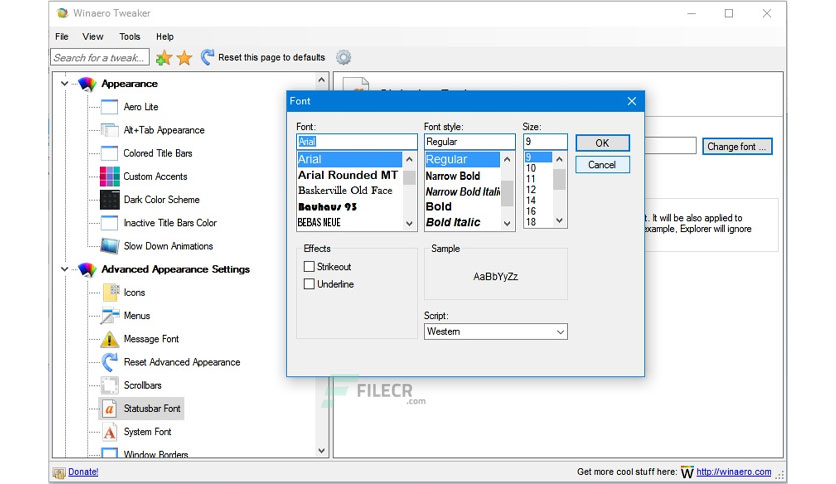 Winaero Tweaker
File View Tools Help
Search for a tweak...
Reset this page to defaults
Appearance
Aero Lite
Alt+Tab Appearance
Colored Title Bars
Custom Accents
Dark Color Scheme
Inactive Title Bars Color
Slow Down Animations
Advanced Appearance Settings
Icons
Menus
Message Font
Reset Advanced Appearance
Scrollbars
Statusbar Font
System Font
Window Borders
Change font ...
t. It will be also applied to
example, Explorer will ignore
Font
Font:
Arial
Arial
Arial Rounded MT
Baskerville Old Face
Bauhaus 93
BEBAS NEUE
Font style:
Regular
Regular
Narrow Bold
Narrow Bold Itali
Bold
Bold Italic
Size:
9
9
10
11
12
14
16
18
OK
Cancel
Effects
Strikeout
Underline
Sample
AaBbYyZz
Script:
Western
FILECR
.com
Donate!
Get more cool stuff here: W http://winaero.com